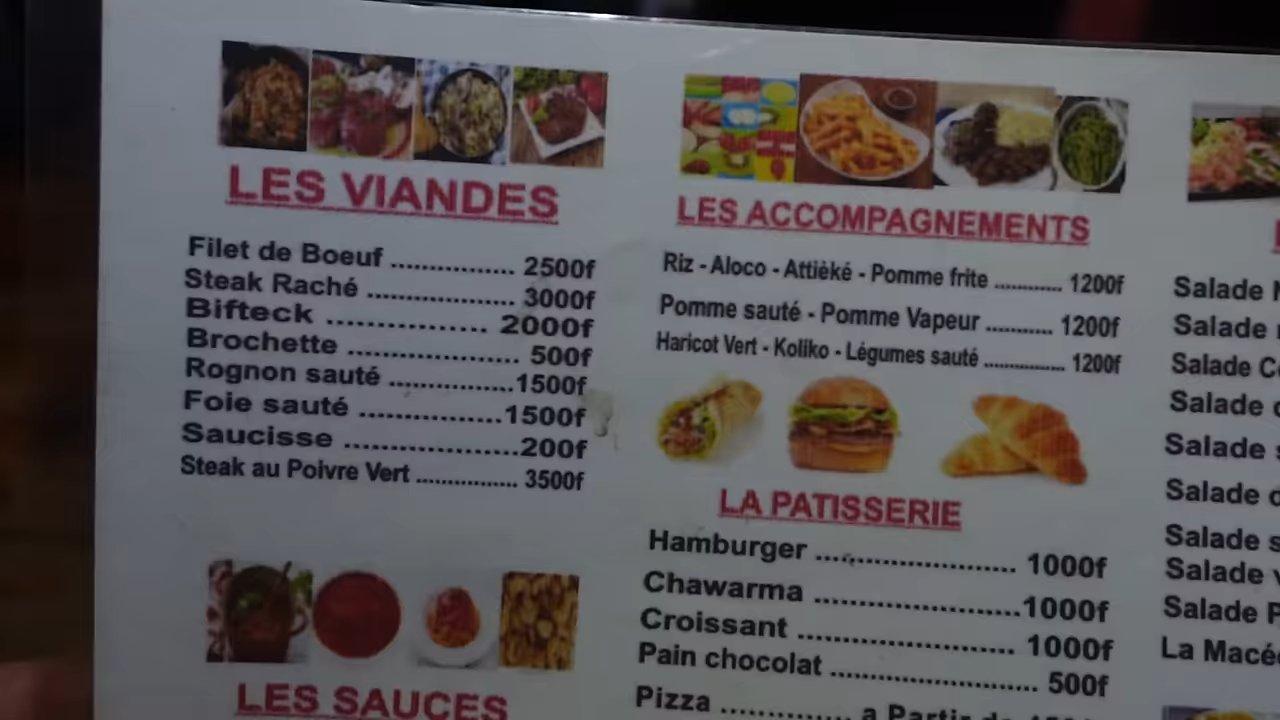 LES VIANDES
Filet de Boeuf ............... 2500f
Steak Raché .................. 3000f
Bifteck ................ 2000f
Brochette .................... 500f
Rognon sauté ...............1500f
Foie sauté ................1500f
Saucisse ...................200f
Steak au Poivre Vert ............... 3500f
LES SAUCES
LES ACCOMPAGNEMENTS
Riz - Aloco - Attièké - Pomme frite ............ 1200f
Pomme sauté - Pomme Vapeur ........... 1200f
Haricot Vert - Koliko - Légumes sauté ................ 1200f
LA PATISSERIE
Hamburger ........................ 1000f
Chawarma .....................1000f
Croissant ....................... 1000f
Pain chocolat ........................ 500f
Pizza .............. a Partir de
Salade
Salade
Salade
Salade
Salade
Salade
Salade
Salade
Salade
La